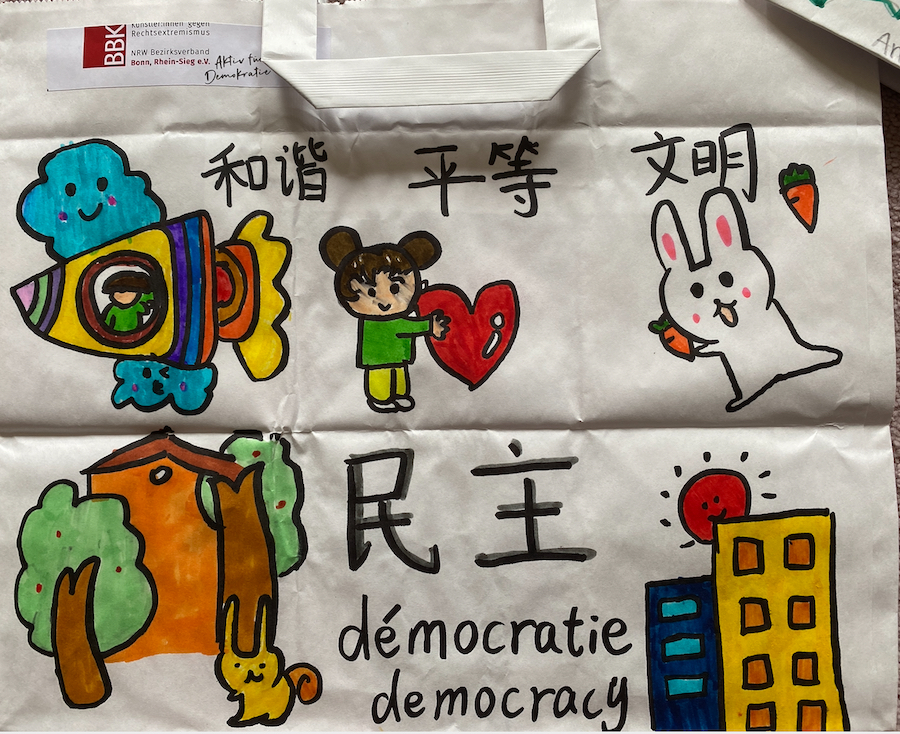 BBK
Künstler:innen gegen
Rechtsextremismus
NRW Bezirksverband
Bonn, Rhein-Sieg e.V.
Aktiv für
Demokratie
和谐 平等 文明
民主
démocratie
democracy